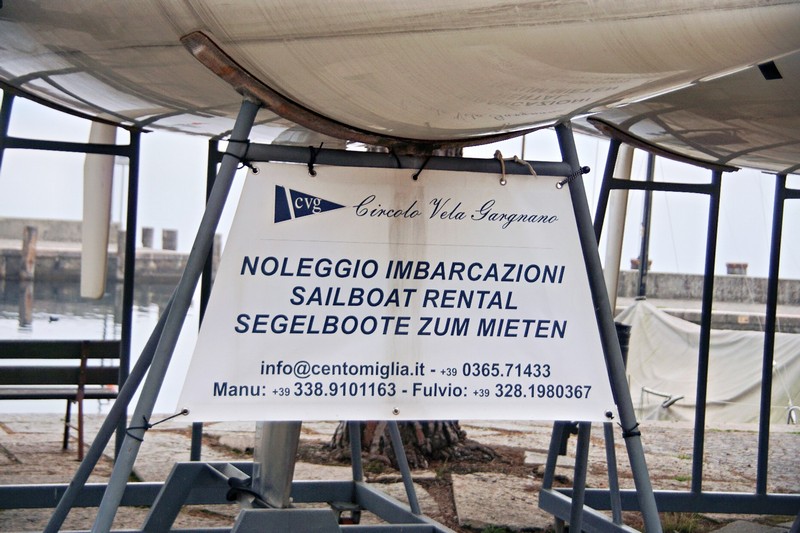 cvg Circolo Vela Gargnano
NOLEGGIO IMBARCAZIONI
SAILBOAT RENTAL
SEGELBOOTE ZUM MIETEN
info@centomiglia.it - +39 0365.71433
Manu: +39 338.9101163 - Fulvio: +39 328.1980367